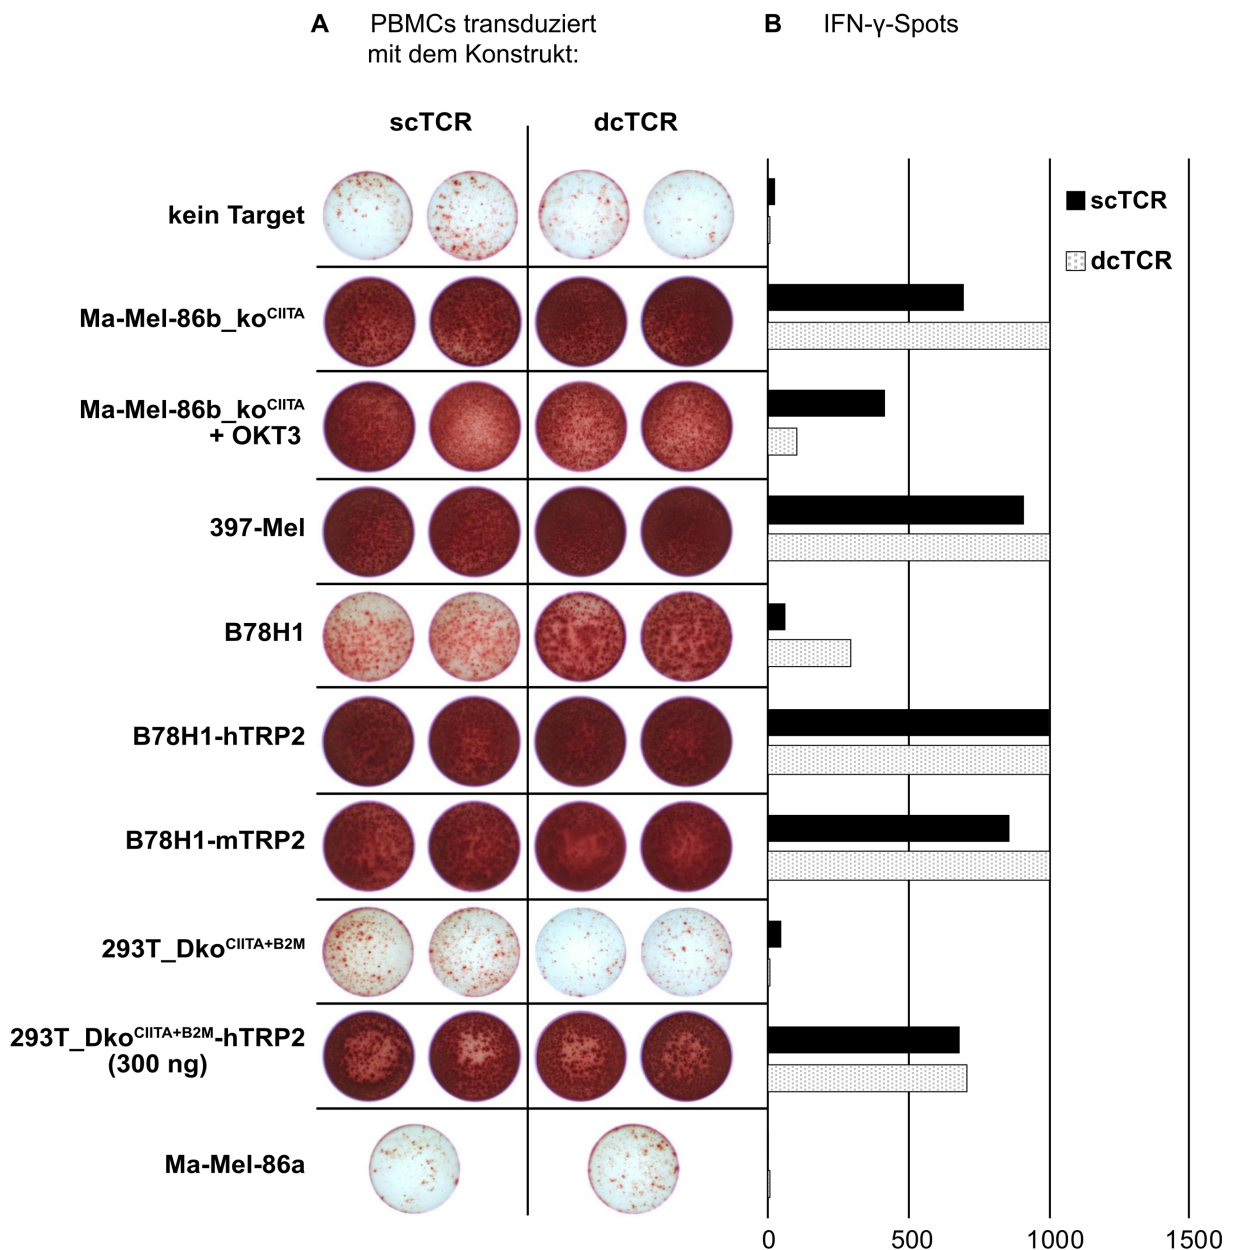 A PBMCs transduziert
mit dem Konstrukt:
B IFN-γ-Spots
scTCR dcTCR
scTCR
dcTCR
kein Target
Ma-Mel-86b_koCIITA
Ma-Mel-86b_koCIITA
+ OKT3
397-Mel
B78H1
B78H1-hTRP2
B78H1-mTRP2
293T_DkoCIITA+B2M
293T_DkoCIITA+B2M-hTRP2
(300 ng)
Ma-Mel-86a
0 500 1000 1500